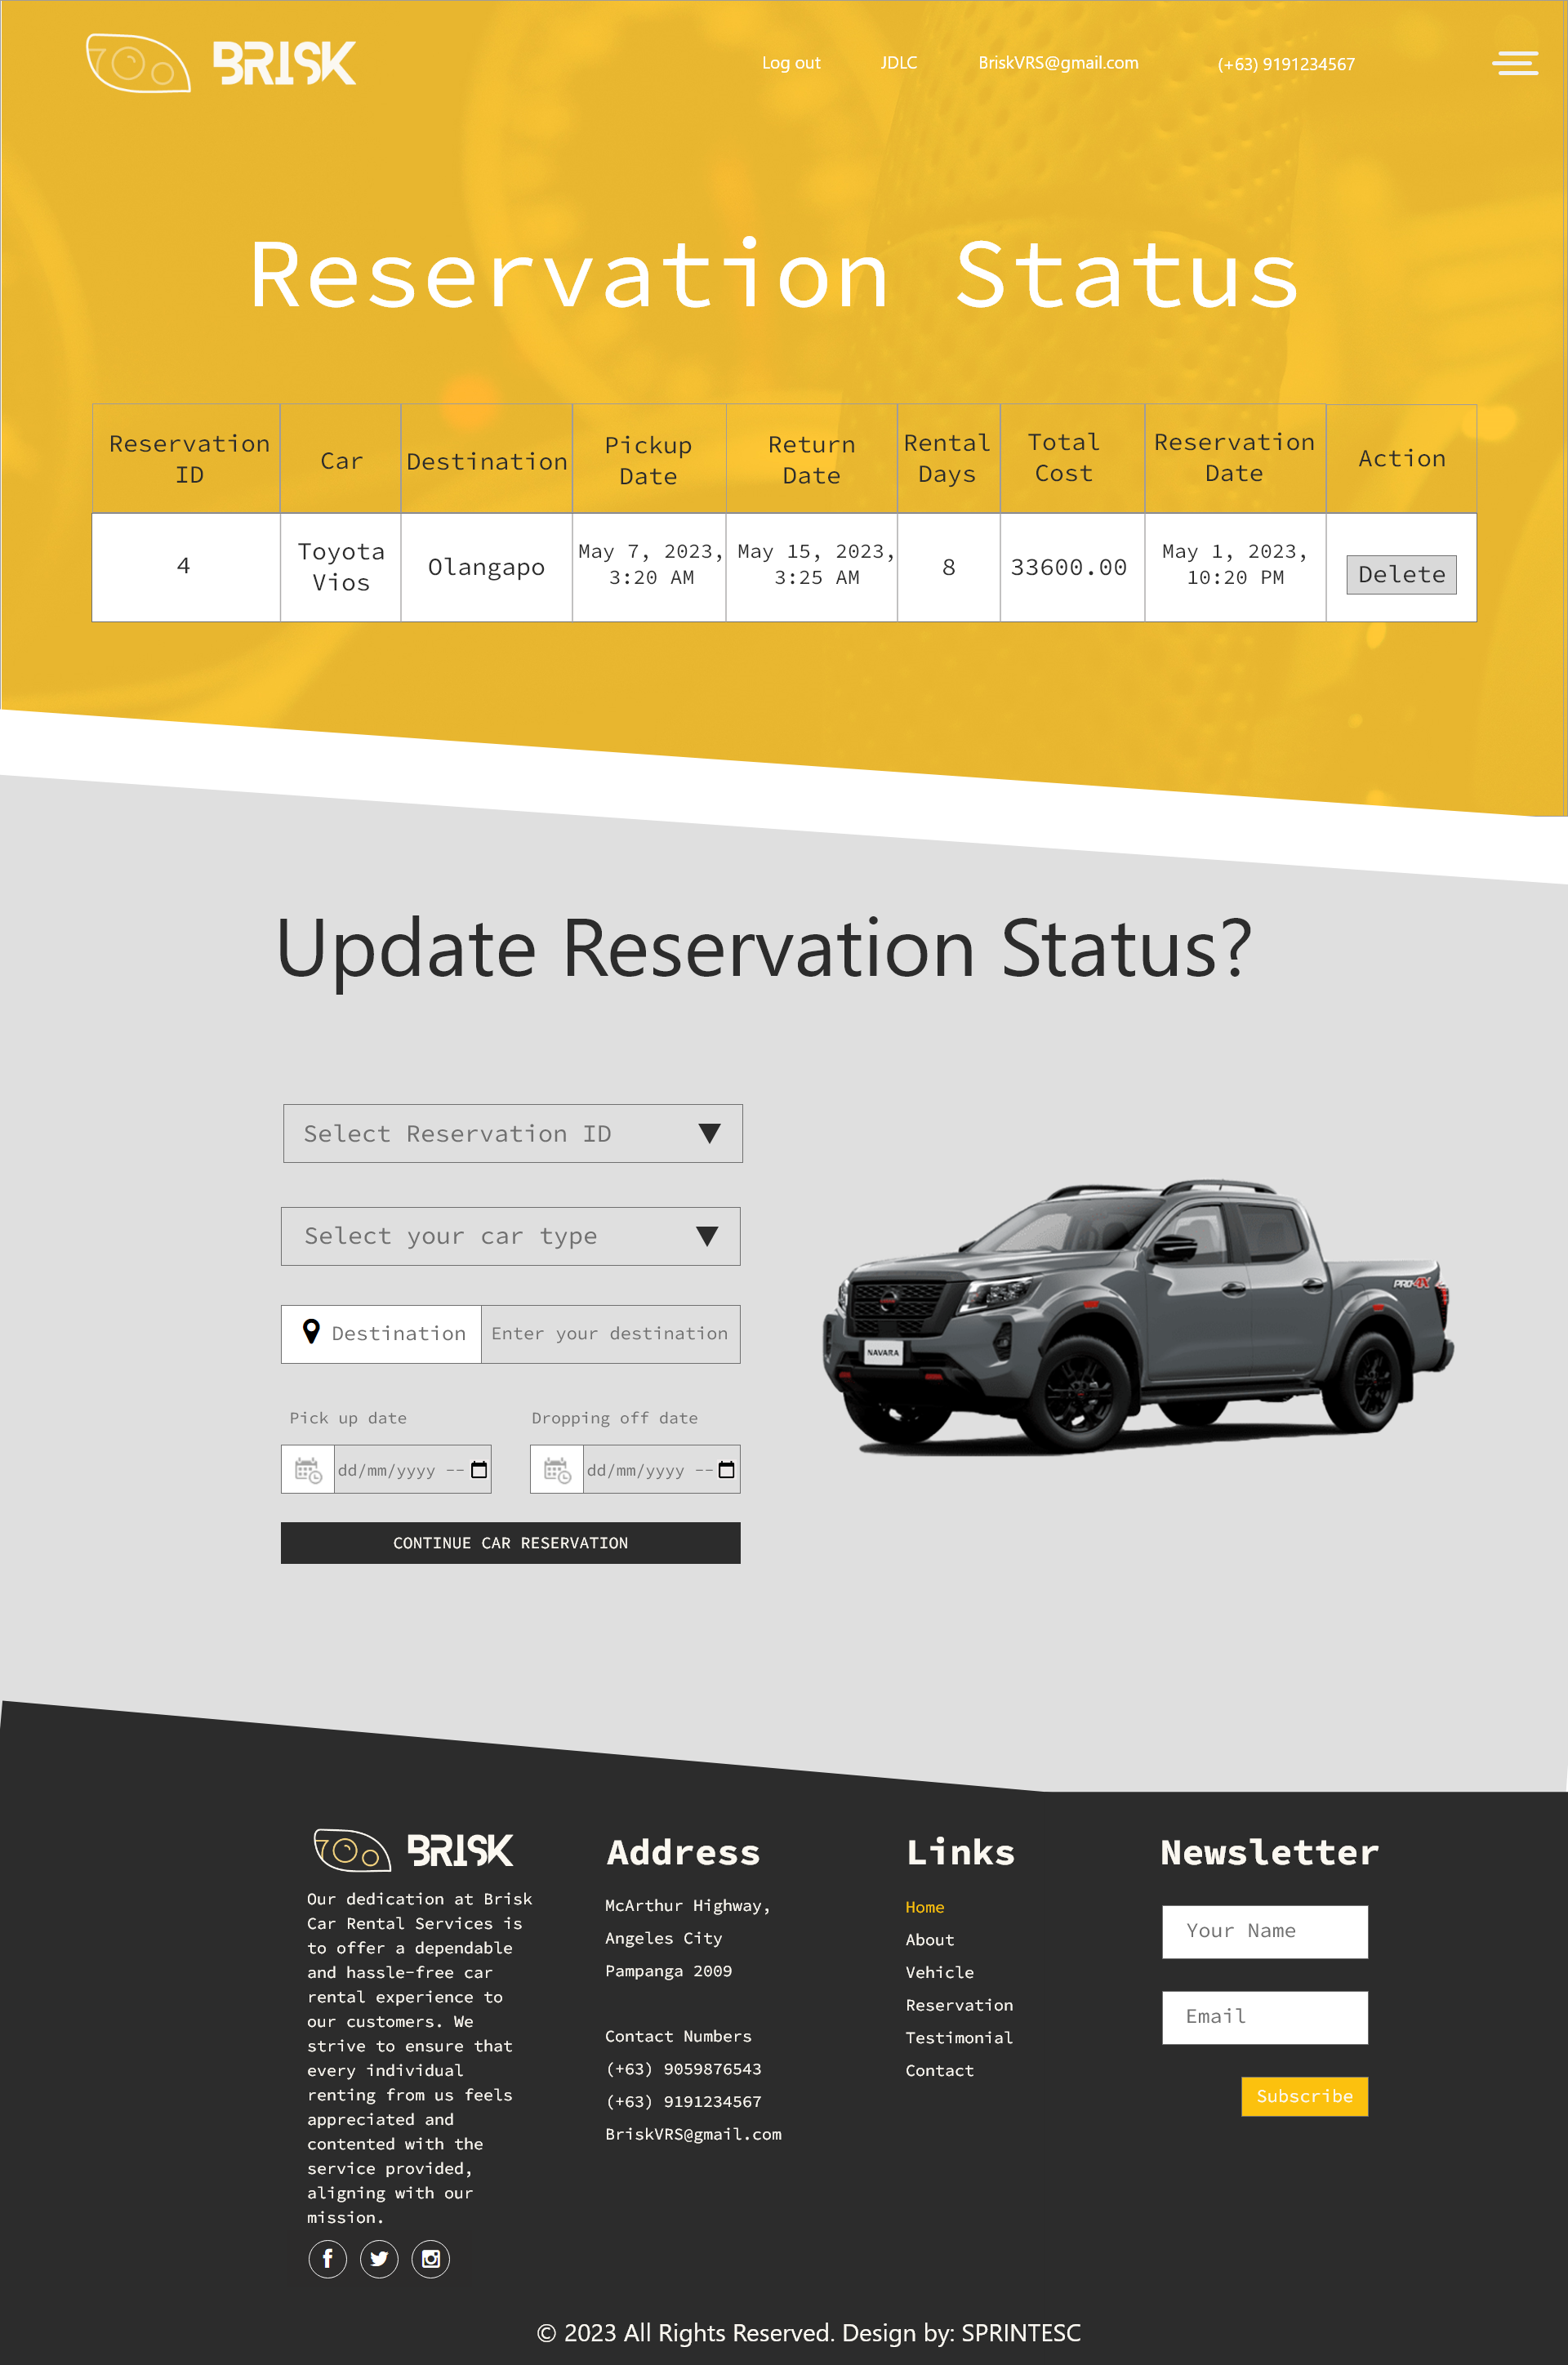 BRISK
Log out
JDLC
BriskVRS@gmail.com
(+63) 9191234567
Reservation Status
Reservation
ID
Car
Destination
Pickup
Date
Return
Date
Rental
Days
Total
Cost
Reservation
Date
Action
4
Toyota
Vios
Olangapo
May 7, 2023,
3:20 AM
May 15, 2023,
3:25 AM
8
33600.00
May 1, 2023,
10:20 PM
Delete
Update Reservation Status?
Select Reservation ID
Select your car type
Destination
Enter your destination
Pick up date
Dropping off date
dd/mm/yyyy --
dd/mm/yyyy --
CONTINUE CAR RESERVATION
NAVARA
PRO4X
BRISK
Our dedication at Brisk
Car Rental Services is
to offer a dependable
and hassle-free car
rental experience to
our customers. We
strive to ensure that
every individual
renting from us feels
appreciated and
contented with the
service provided,
aligning with our
mission.
Address
McArthur Highway,
Angeles City
Pampanga 2009
Contact Numbers
(+63) 9059876543
(+63) 9191234567
BriskVRS@gmail.com
Links
Home
About
Vehicle
Reservation
Testimonial
Contact
Newsletter
Your Name
Email
Subscribe
© 2023 All Rights Reserved. Design by: SPRINTESC